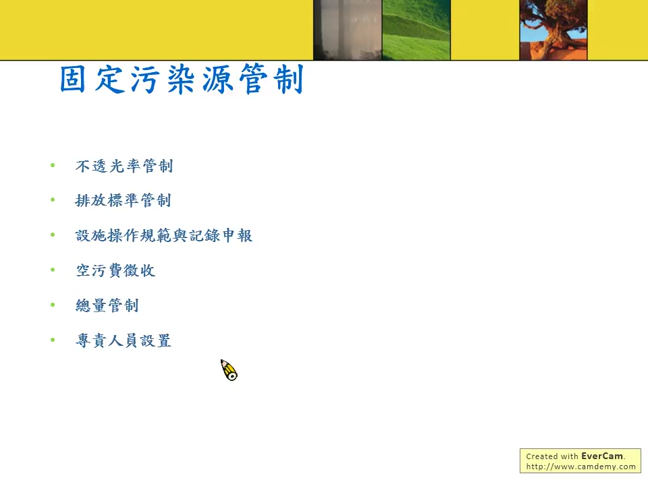 固定污染源管制
不透光率管制
排放標準管制
設施操作規範與記錄申報
空污費徵收
總量管制
專責人員設置
Created with EverCam.
http://www.camdemy.com